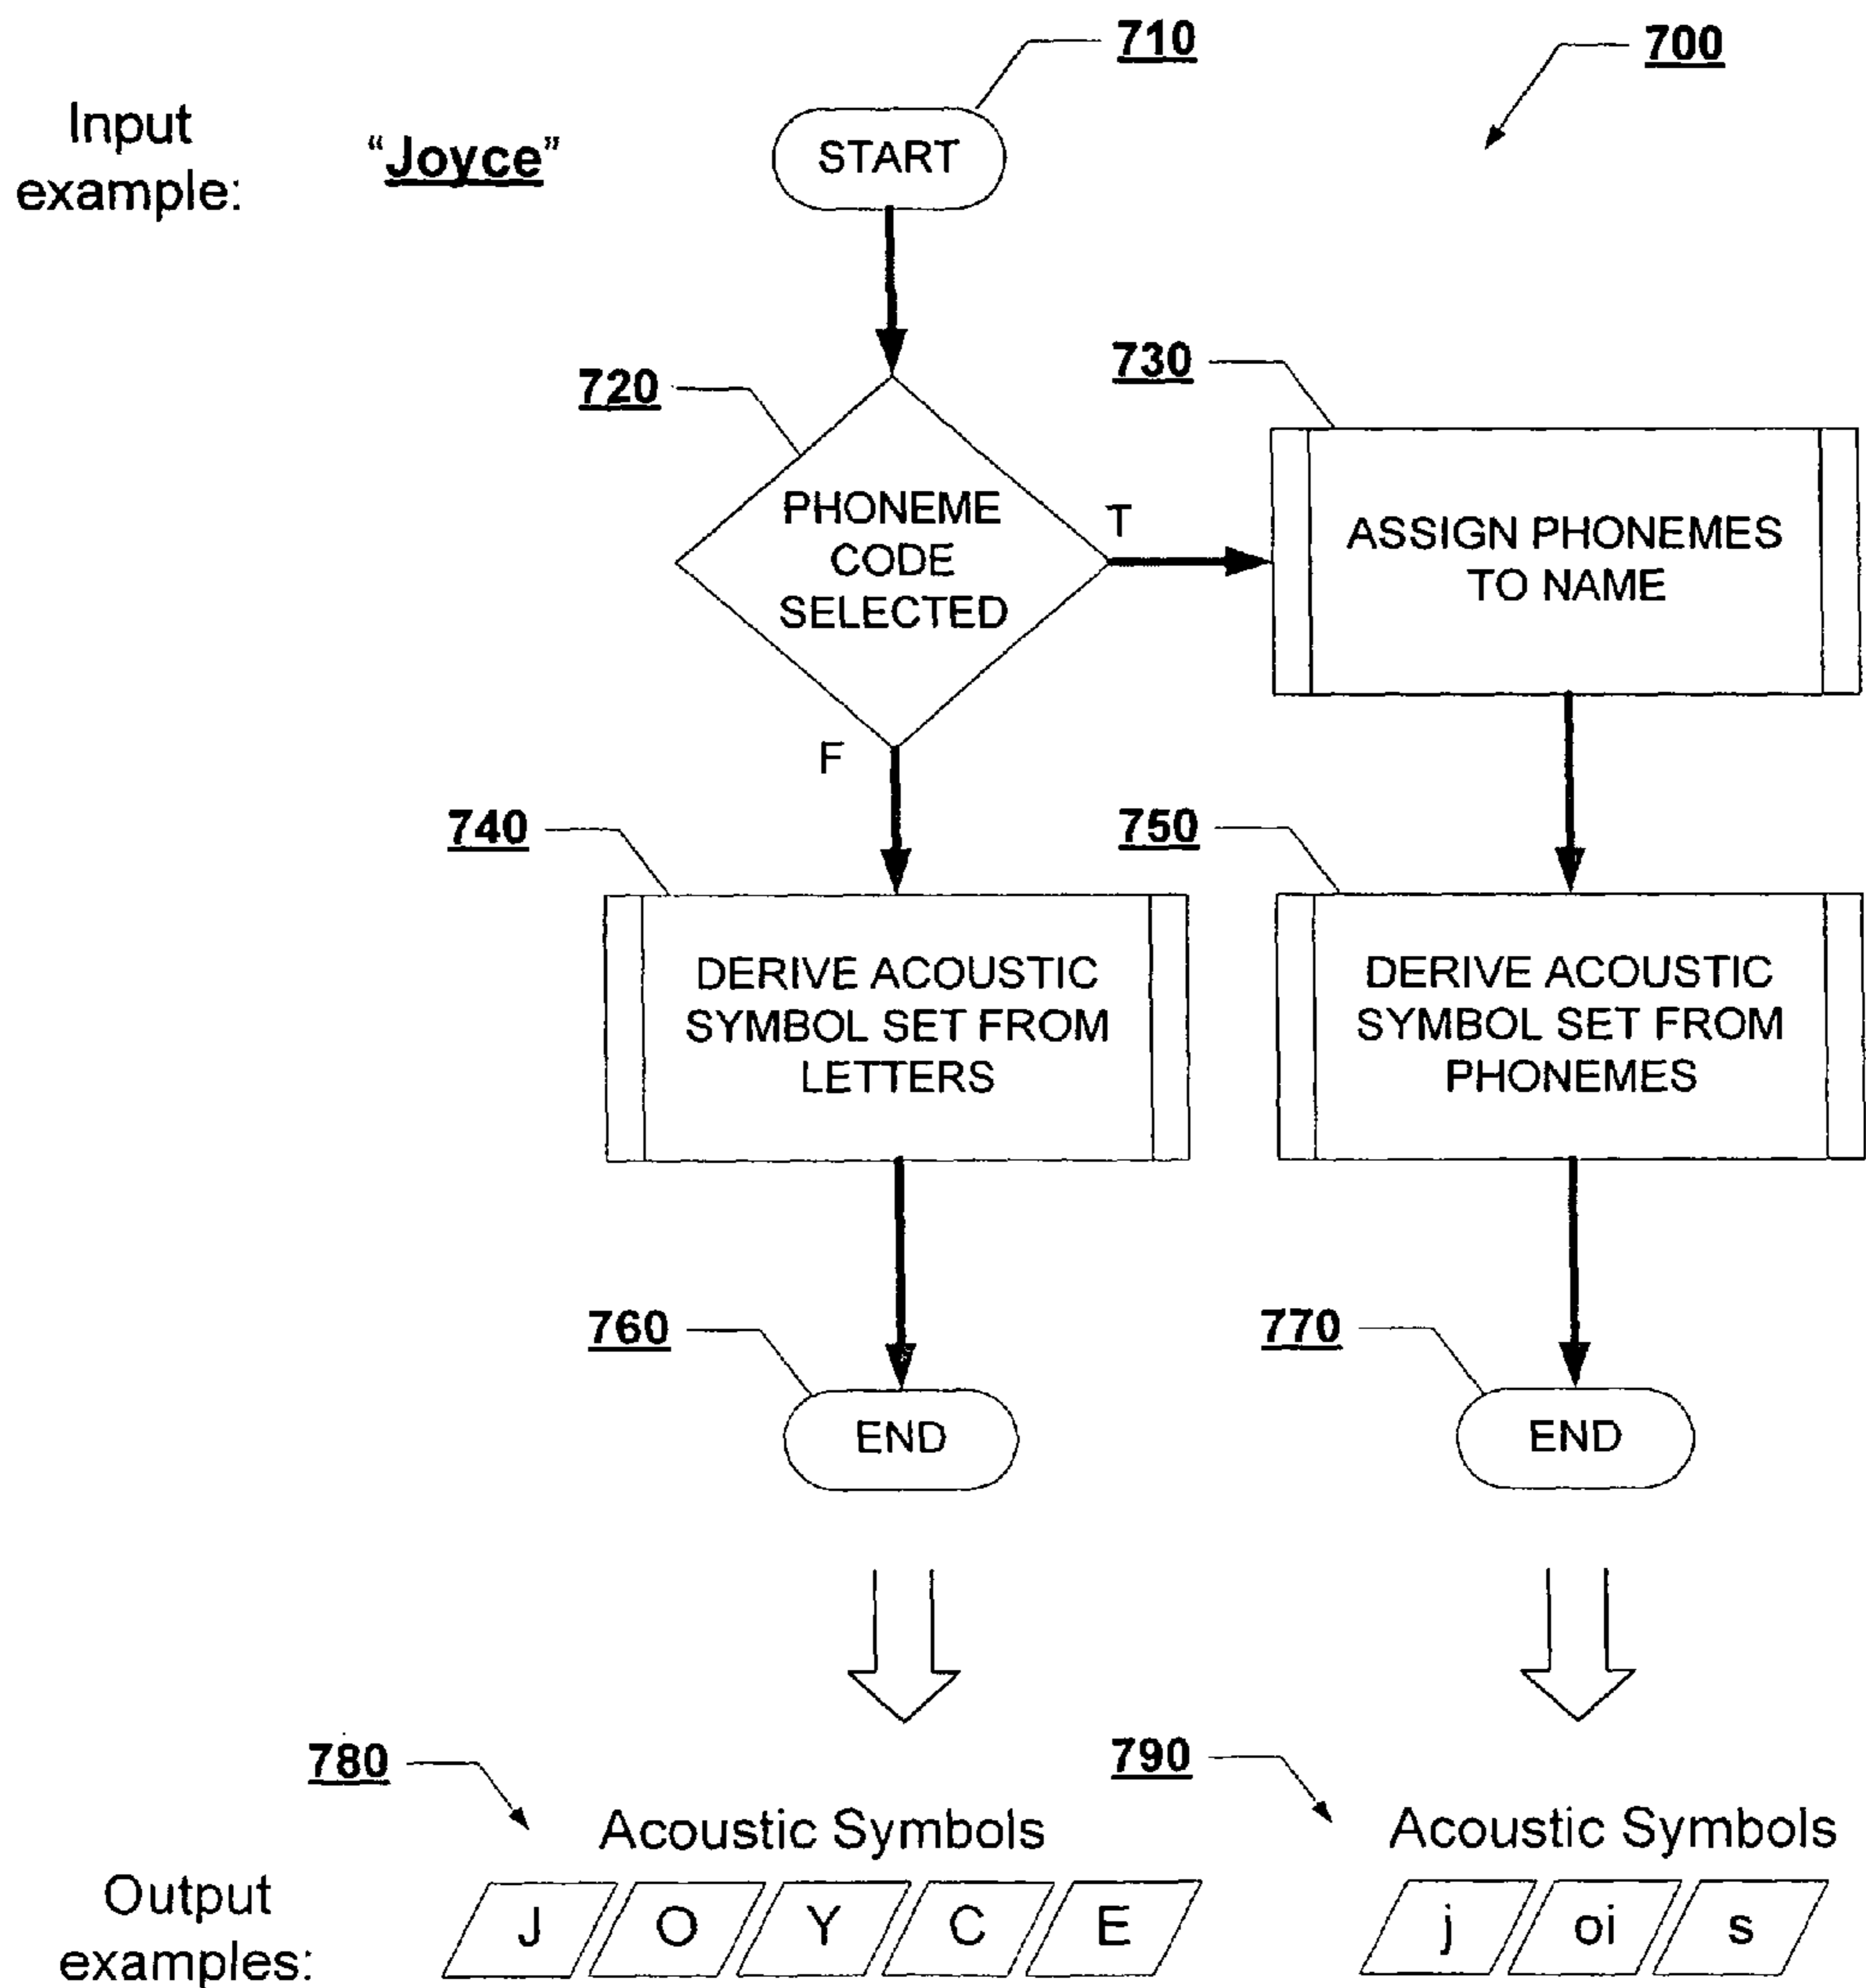 710
700
Input
example:
“Joyce”
START
720
730
PHONEME
CODE
SELECTED
T
ASSIGN PHONEMES
TO NAME
F
740
750
DERIVE ACOUSTIC
SYMBOL SET FROM
LETTERS
DERIVE ACOUSTIC
SYMBOL SET FROM
PHONEMES
760
770
END
END
780
790
Acoustic Symbols
Acoustic Symbols
Output
examples:
J O Y C E
j oi s